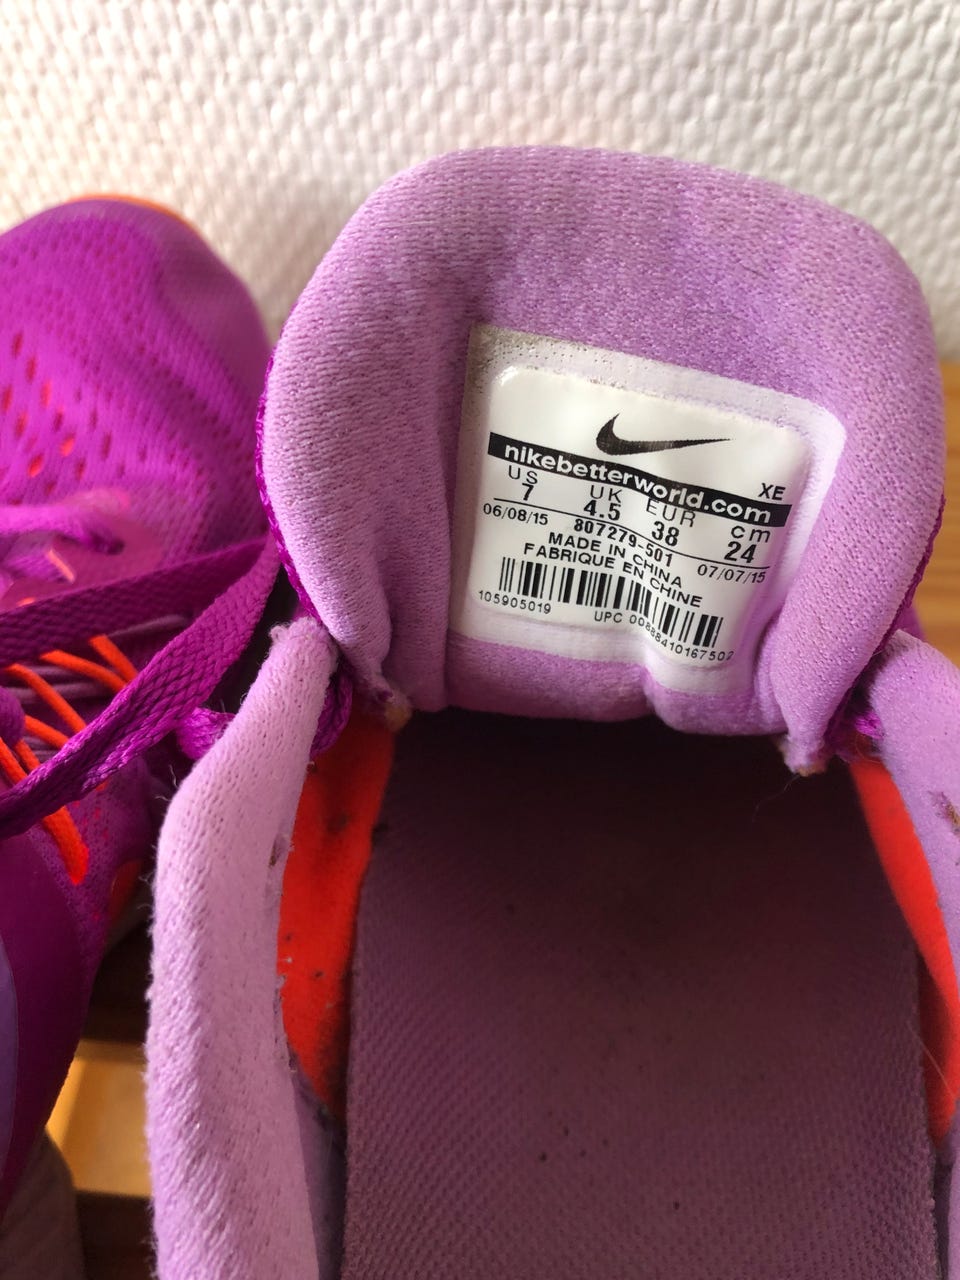 nikebetterworld.com
XE
US UK EUR cm
7 4.5 38 24
06/08/15 807279-501 07/07/15
MADE IN CHINA
FABRIQUE EN CHINE
105905019 UPC 00888410167502